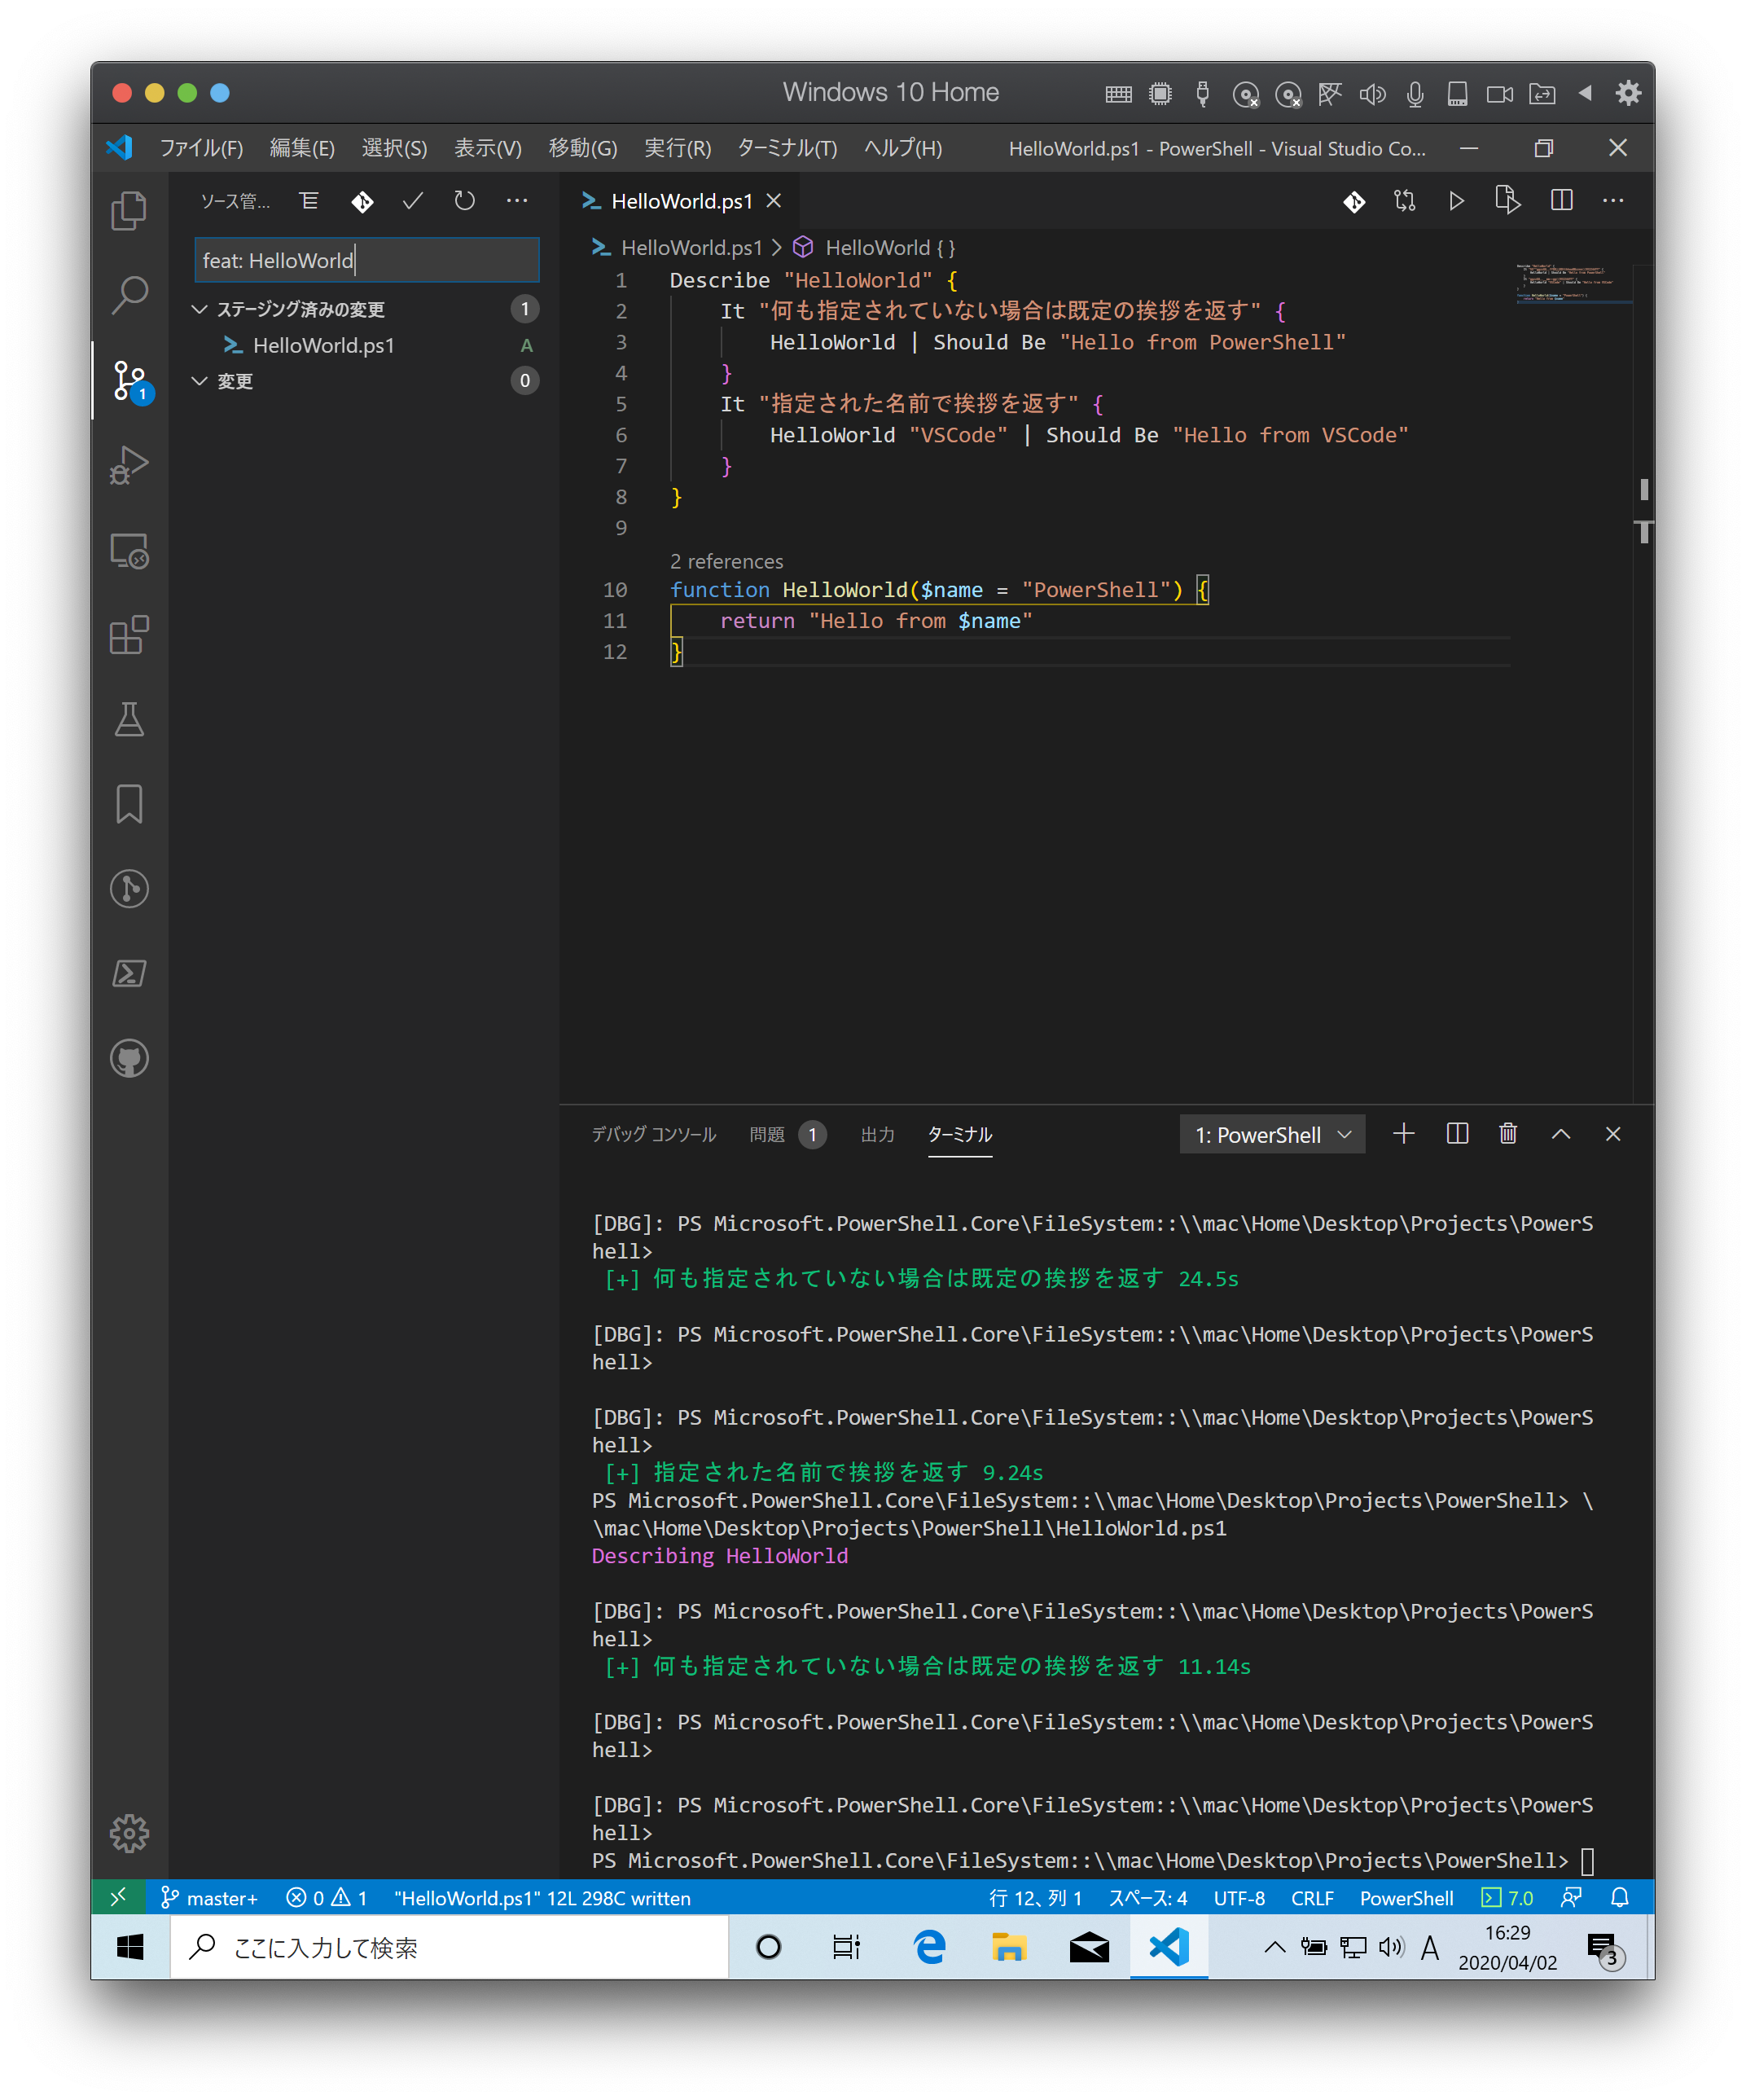 Windows 10 Home
ファイル(F) 編集(E) 選択(S) 表示(V) 移動(G) 実行(R) ターミナル(T) ヘルプ(H) HelloWorld.ps1 - PowerShell - Visual Studio Co...
ソース管...
feat: HelloWorld
ステージング済みの変更 1
HelloWorld.ps1 A
変更 0
1
HelloWorld.ps1
HelloWorld.ps1 HelloWorld { }
1 Describe "HelloWorld" {
2 It "何も指定されていない場合は既定の挨拶を返す" {
3 HelloWorld | Should Be "Hello from PowerShell"
4 }
5 It "指定された名前で挨拶を返す" {
6 HelloWorld "VSCode" | Should Be "Hello from VSCode"
7 }
8 }
9
2 references
10 function HelloWorld($name = "PowerShell") {
11 return "Hello from $name"
12 }
デバッグ コンソール 問題 1 出力 ターミナル 1: PowerShell
[DBG]: PS Microsoft.PowerShell.Core\FileSystem::\\mac\Home\Desktop\Projects\PowerS
hell>
[+] 何も指定されていない場合は既定の挨拶を返す 24.5s
[DBG]: PS Microsoft.PowerShell.Core\FileSystem::\\mac\Home\Desktop\Projects\PowerS
hell>
[DBG]: PS Microsoft.PowerShell.Core\FileSystem::\\mac\Home\Desktop\Projects\PowerS
hell>
[+] 指定された名前で挨拶を返す 9.24s
PS Microsoft.PowerShell.Core\FileSystem::\\mac\Home\Desktop\Projects\PowerShell> \
\mac\Home\Desktop\Projects\PowerShell\HelloWorld.ps1
Describing HelloWorld
[DBG]: PS Microsoft.PowerShell.Core\FileSystem::\\mac\Home\Desktop\Projects\PowerS
hell>
[+] 何も指定されていない場合は既定の挨拶を返す 11.14s
[DBG]: PS Microsoft.PowerShell.Core\FileSystem::\\mac\Home\Desktop\Projects\PowerS
hell>
[DBG]: PS Microsoft.PowerShell.Core\FileSystem::\\mac\Home\Desktop\Projects\PowerS
hell>
PS Microsoft.PowerShell.Core\FileSystem::\\mac\Home\Desktop\Projects\PowerShell>
master+ 0 1 "HelloWorld.ps1" 12L 298C written 行 12、列 1 スペース: 4 UTF-8 CRLF PowerShell 7.0
ここに入力して検索 A 16:29
2020/04/02 3